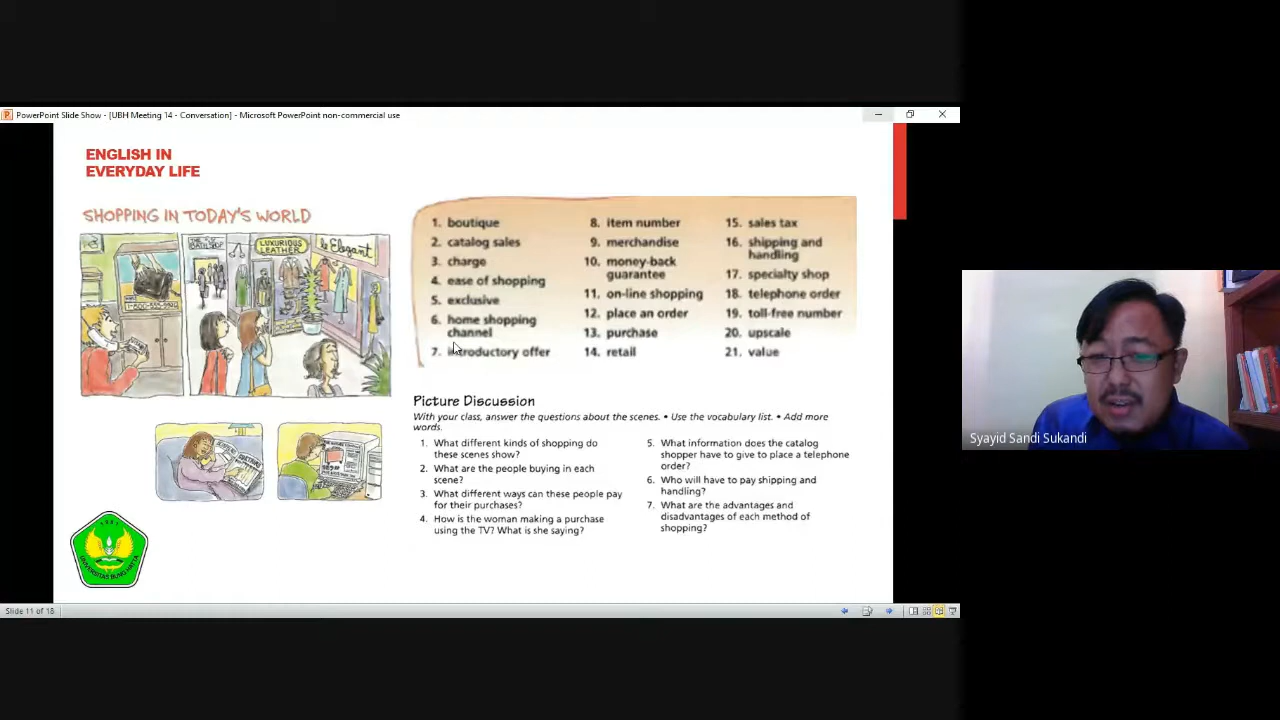 PowerPoint Slide Show - [UBH Meeting 14 - Conversation] - Microsoft PowerPoint non-commercial use
ENGLISH IN
EVERYDAY LIFE
SHOPPING IN TODAY'S WORLD
LUXURIOUS
LEATHER
le Elegant
1. boutique
2. catalog sales
3. charge
4. ease of shopping
5. exclusive
6. home shopping
channel
7. introductory offer
8. item number
9. merchandise
10. money-back
guarantee
11. on-line shopping
12. place an order
13. purchase
14. retail
15. sales tax
16. shipping and
handling
17. specialty shop
18. telephone order
19. toll-free number
20. upscale
21. value
Picture Discussion
With your class, answer the questions about the scenes. • Use the vocabulary list. • Add more
words.
1. What different kinds of shopping do
these scenes show?
2. What are the people buying in each
scene?
3. What different ways can these people pay
for their purchases?
4. How is the woman making a purchase
using the TV? What is she saying?
5. What information does the catalog
shopper have to give to place a telephone
order?
6. Who will have to pay shipping and
handling?
7. What are the advantages and
disadvantages of each method of
shopping?
1981
UNIVERSITAS BUNG HATTA
Slide 11 of 18
Syayid Sandi Sukandi